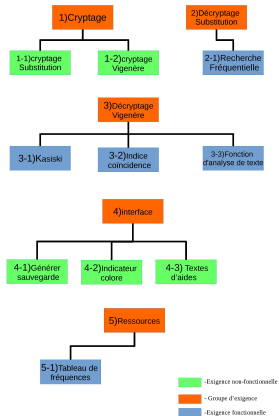 1)Cryptage
2)Décryptage
Substitution
1-1)cryptage
Substitution
1-2)cryptage
Vigenère
2-1)Recherche
Fréquentielle
3)Décryptage
Vigenère
3-1)Kasiski
3-2)Indice
coïncidence
3-3)Fonction
d'analyse de texte
4)interface
4-1)Générer
sauvegarde
4-2)Indicateur
colore
4-3) Textes
d'aides
5)Ressources
5-1)Tableau de
fréquences
-Exigence non-fonctionnelle
- Groupe d'exigence
-Exigence fonctionnelle